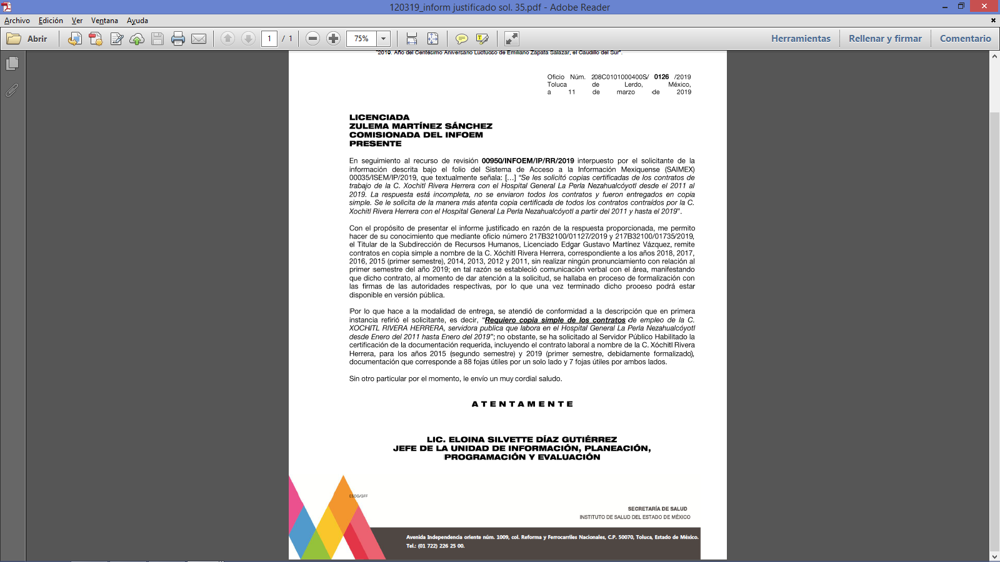 120319_inform justificado sol. 35.pdf - Adobe Reader
Archivo Edición Ver Ventana Ayuda
Abrir 1 / 1 75% Herramientas Rellenar y firmar Comentario
"2019. Año del Centésimo Aniversario Luctuoso de Emiliano Zapata Salazar, el Caudillo del Sur".
Oficio Núm. 208C0101000400S/ 0126 /2019
Toluca de Lerdo, México,
a 11 de marzo de 2019
LICENCIADA
ZULEMA MARTÍNEZ SÁNCHEZ
COMISIONADA DEL INFOEM
PRESENTE
En seguimiento al recurso de revisión 00950/INFOEM/IP/RR/2019 interpuesto por el solicitante de la
información descrita bajo el folio del Sistema de Acceso a la Información Mexiquense (SAIMEX)
00035/ISEM/IP/2019, que textualmente señala: [...] "Se les solicitó copias certificadas de los contratos de
trabajo de la C. Xochitl Rivera Herrera con el Hospital General La Perla Nezahualcóyotl desde el 2011 al
2019. La respuesta está incompleta, no se enviaron todos los contratos y fueron entregados en copia
simple. Se le solicita de la manera más atenta copia certificada de todos los contratos contraídos por la C.
Xochitl Rivera Herrera con el Hospital General La Perla Nezahualcóyotl a partir del 2011 y hasta el 2019".
Con el propósito de presentar el informe justificado en razón de la respuesta proporcionada, me permito
hacer de su conocimiento que mediante oficio número 217B32100/01127/2019 y 217B32100/01735/2019,
el Titular de la Subdirección de Recursos Humanos, Licenciado Edgar Gustavo Martínez Vázquez, remite
contratos en copia simple a nombre de la C. Xóchitl Rivera Herrera, correspondiente a los años 2018, 2017,
2016, 2015 (primer semestre), 2014, 2013, 2012 y 2011, sin realizar ningún pronunciamiento con relación al
primer semestre del año 2019; en tal razón se estableció comunicación verbal con el área, manifestando
que dicho contrato, al momento de dar atención a la solicitud, se hallaba en proceso de formalización con
las firmas de las autoridades respectivas, por lo que una vez terminado dicho proceso podrá estar
disponible en versión pública.
Por lo que hace a la modalidad de entrega, se atendió de conformidad a la descripción que en primera
instancia refirió el solicitante, es decir, "Requiero copia simple de los contratos de empleo de la C.
XOCHITL RIVERA HERRERA, servidora publica que labora en el Hospital General La Perla Nezahualcóyotl
desde Enero del 2011 hasta Enero del 2019"; no obstante, se ha solicitado al Servidor Público Habilitado la
certificación de la documentación requerida, incluyendo el contrato laboral a nombre de la C. Xóchitl Rivera
Herrera, para los años 2015 (segundo semestre) y 2019 (primer semestre, debidamente formalizado),
documentación que corresponde a 88 fojas útiles por un solo lado y 7 fojas útiles por ambos lados.
Sin otro particular por el momento, le envío un muy cordial saludo.
A T E N T A M E N T E
LIC. ELOINA SILVETTE DÍAZ GUTIÉRREZ
JEFE DE LA UNIDAD DE INFORMACIÓN, PLANEACIÓN,
PROGRAMACIÓN Y EVALUACIÓN
ESDG/GFF
SECRETARÍA DE SALUD
INSTITUTO DE SALUD DEL ESTADO DE MÉXICO
Avenida Independencia oriente núm. 1009, col. Reforma y Ferrocarriles Nacionales, C.P. 50070, Toluca, Estado de México.
Tel.: (01 722) 226 25 00.